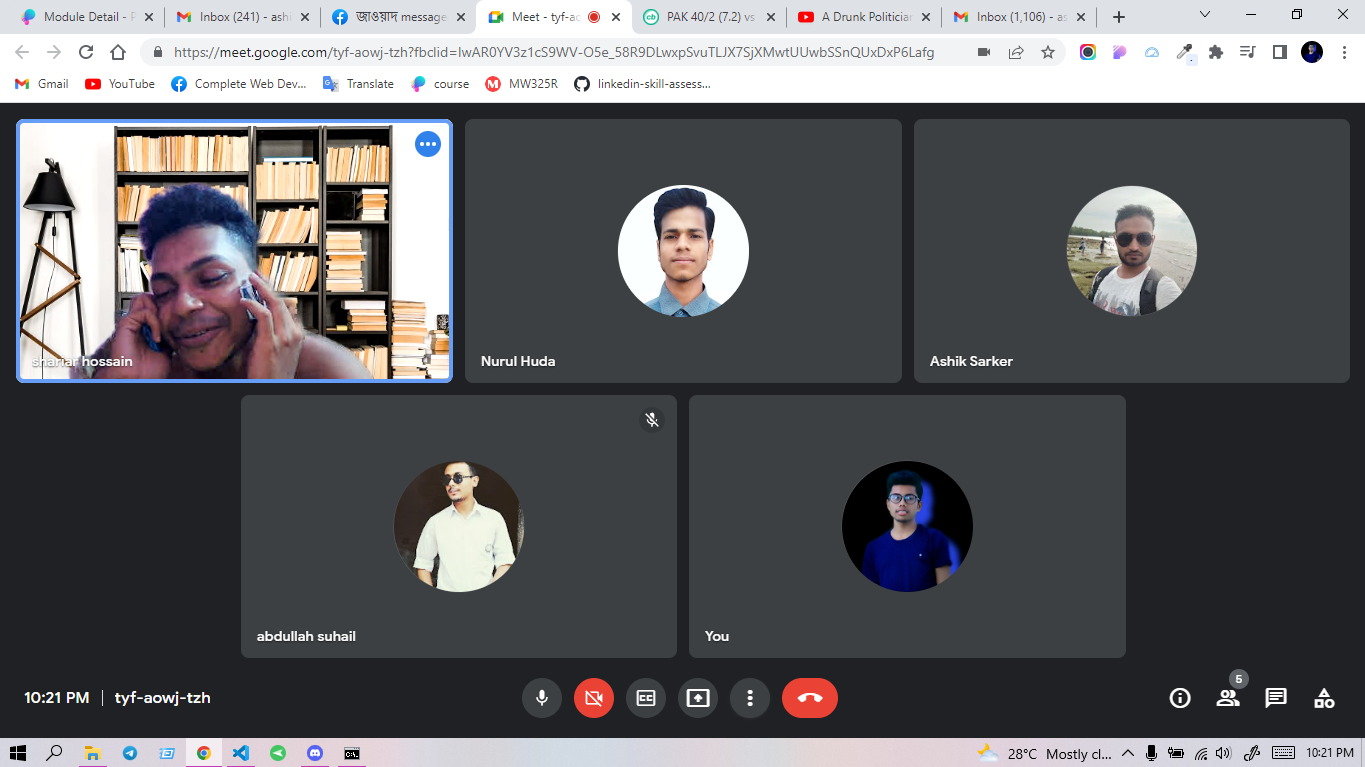 Module Detail - P
Inbox (241) - ashi
জাওয়াদ message
Meet - tyf-ao
PAK 40/2 (7.2) vs
A Drunk Politician
Inbox (1,106) - as
https://meet.google.com/tyf-aowj-tzh?fbclid=IwAR0YV3z1cS9WV-O5e_58R9DLwxpSvuTLJX7SjXMwtUUwbSSnQUxDxP6Lafg
Gmail
YouTube
Complete Web Dev...
Translate
course
MW325R
linkedin-skill-assess...
shariar hossain
Nurul Huda
Ashik Sarker
abdullah suhail
You
10:21 PM | tyf-aowj-tzh
5
28°C Mostly cl...
10:21 PM